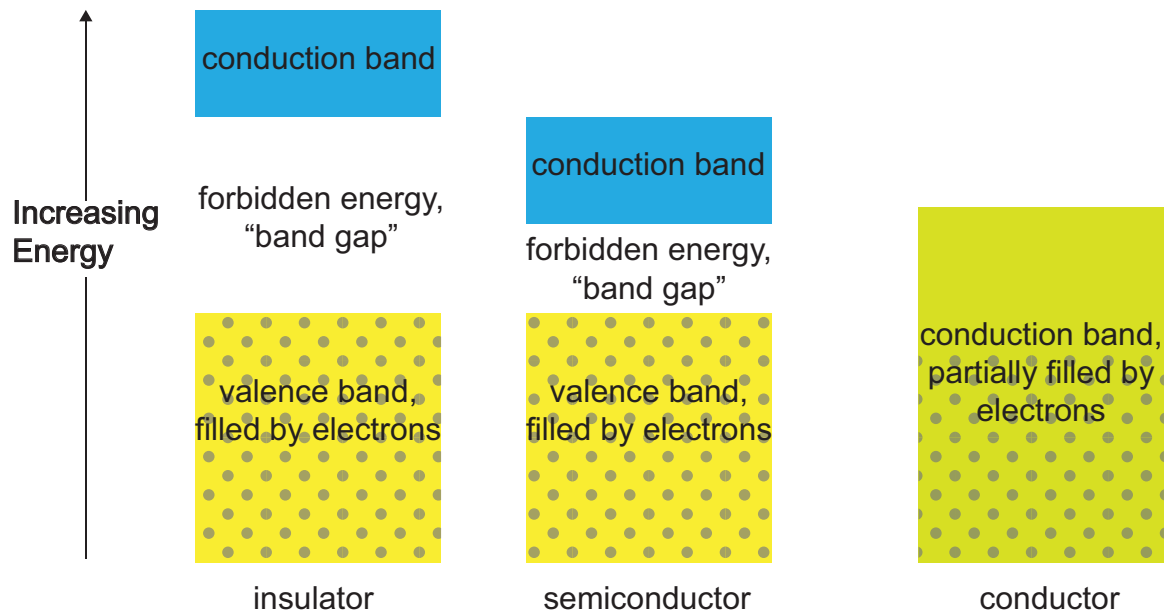 Increasing
Energy
conduction band
forbidden energy,
“band gap”
valence band,
filled by electrons
insulator
conduction band
forbidden energy,
“band gap”
valence band,
filled by electrons
semiconductor
conduction band,
partially filled by
electrons
conductor